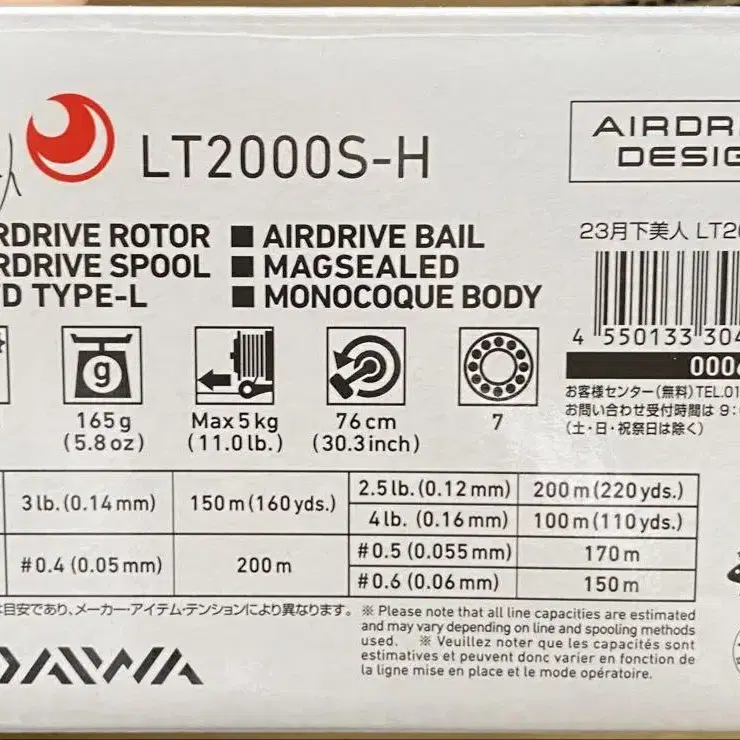 LT2000S-H
AIRDR
DESIG
RDRIVE ROTOR ■ AIRDRIVE BAIL
RDRIVE SPOOL ■ MAGSEALED
D TYPE-L ■ MONOCOQUE BODY
23月下美人 LT20
4 550133 304
000
g
165g
(5.8oz)
Max 5kg
(11.0lb.)
76cm
(30.3inch)
7
お客様センター(無料)TEL.01
お問い合わせ受付時間は 9:
(土・日・祝祭日は除く)
3lb.(0.14mm) 150m(160yds.)
2.5lb.(0.12mm) 200m(220yds.)
4lb. (0.16mm) 100m(110yds.)
#0.4(0.05mm) 200m
#0.5(0.055mm) 170m
#0.6(0.06mm) 150m
目安であり、メーカー・アイテム・テンションにより異なります。
※ Please note that all line capacities are estimated
and may vary depending on line and spooling methods
used. ※ Veuillez noter que les capacités sont
estimatives et peuvent donc varier en fonction de
la ligne mise en place et le mode opératoire.
DAIWA